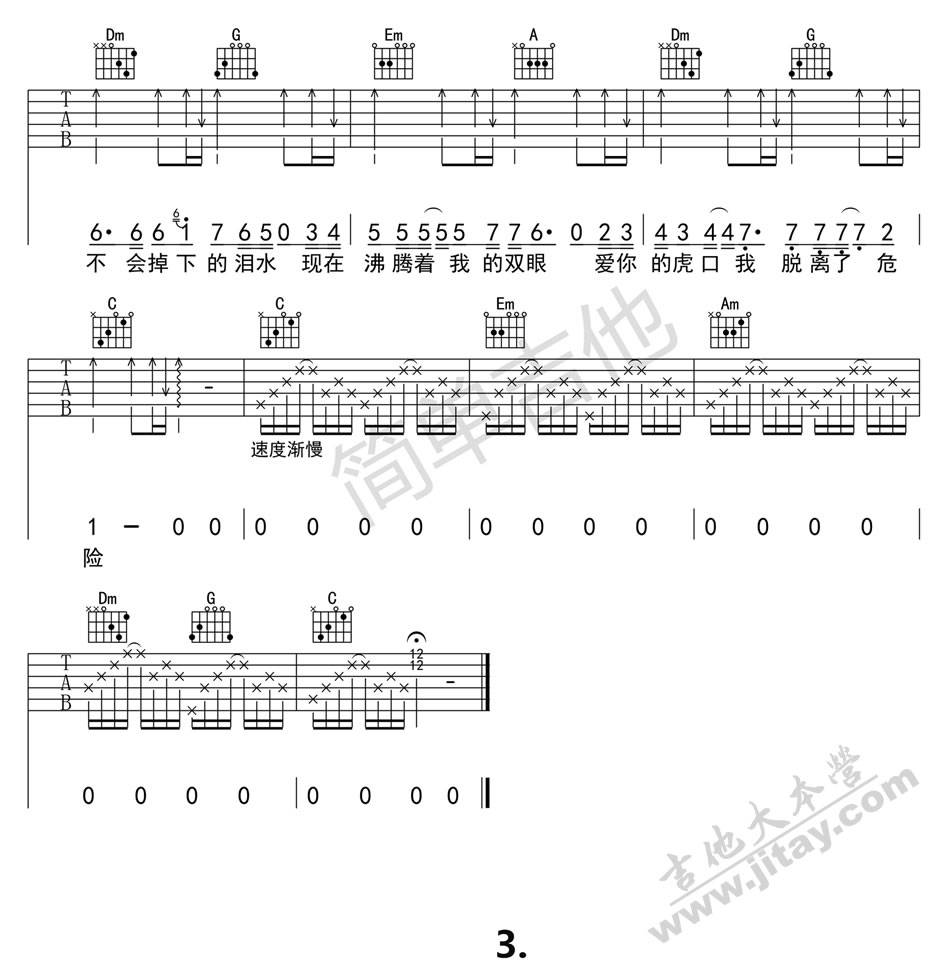 Dm G Em A Dm G
T
A
B
6
6· 6 6 1 7 6 5 0 3 4 | 5 5 5 5 5 7 7 6· 0 2 3 | 4 3 4 4 7· 7 7 7 7 2
不 会掉 下 的 泪水 现在 沸 腾着 我 的双眼 爱你 的虎 口 我 脱 离了 危
C C Em Am
T
A
B
速度渐慢
1 – 0 0 | 0 0 0 0 | 0 0 0 0 | 0 0 0 0
险
Dm G C
T
A
B
12
12
0 0 0 0 | 0 0 0 0
简单吉他
吉他大本营
www.jitay.com
3.